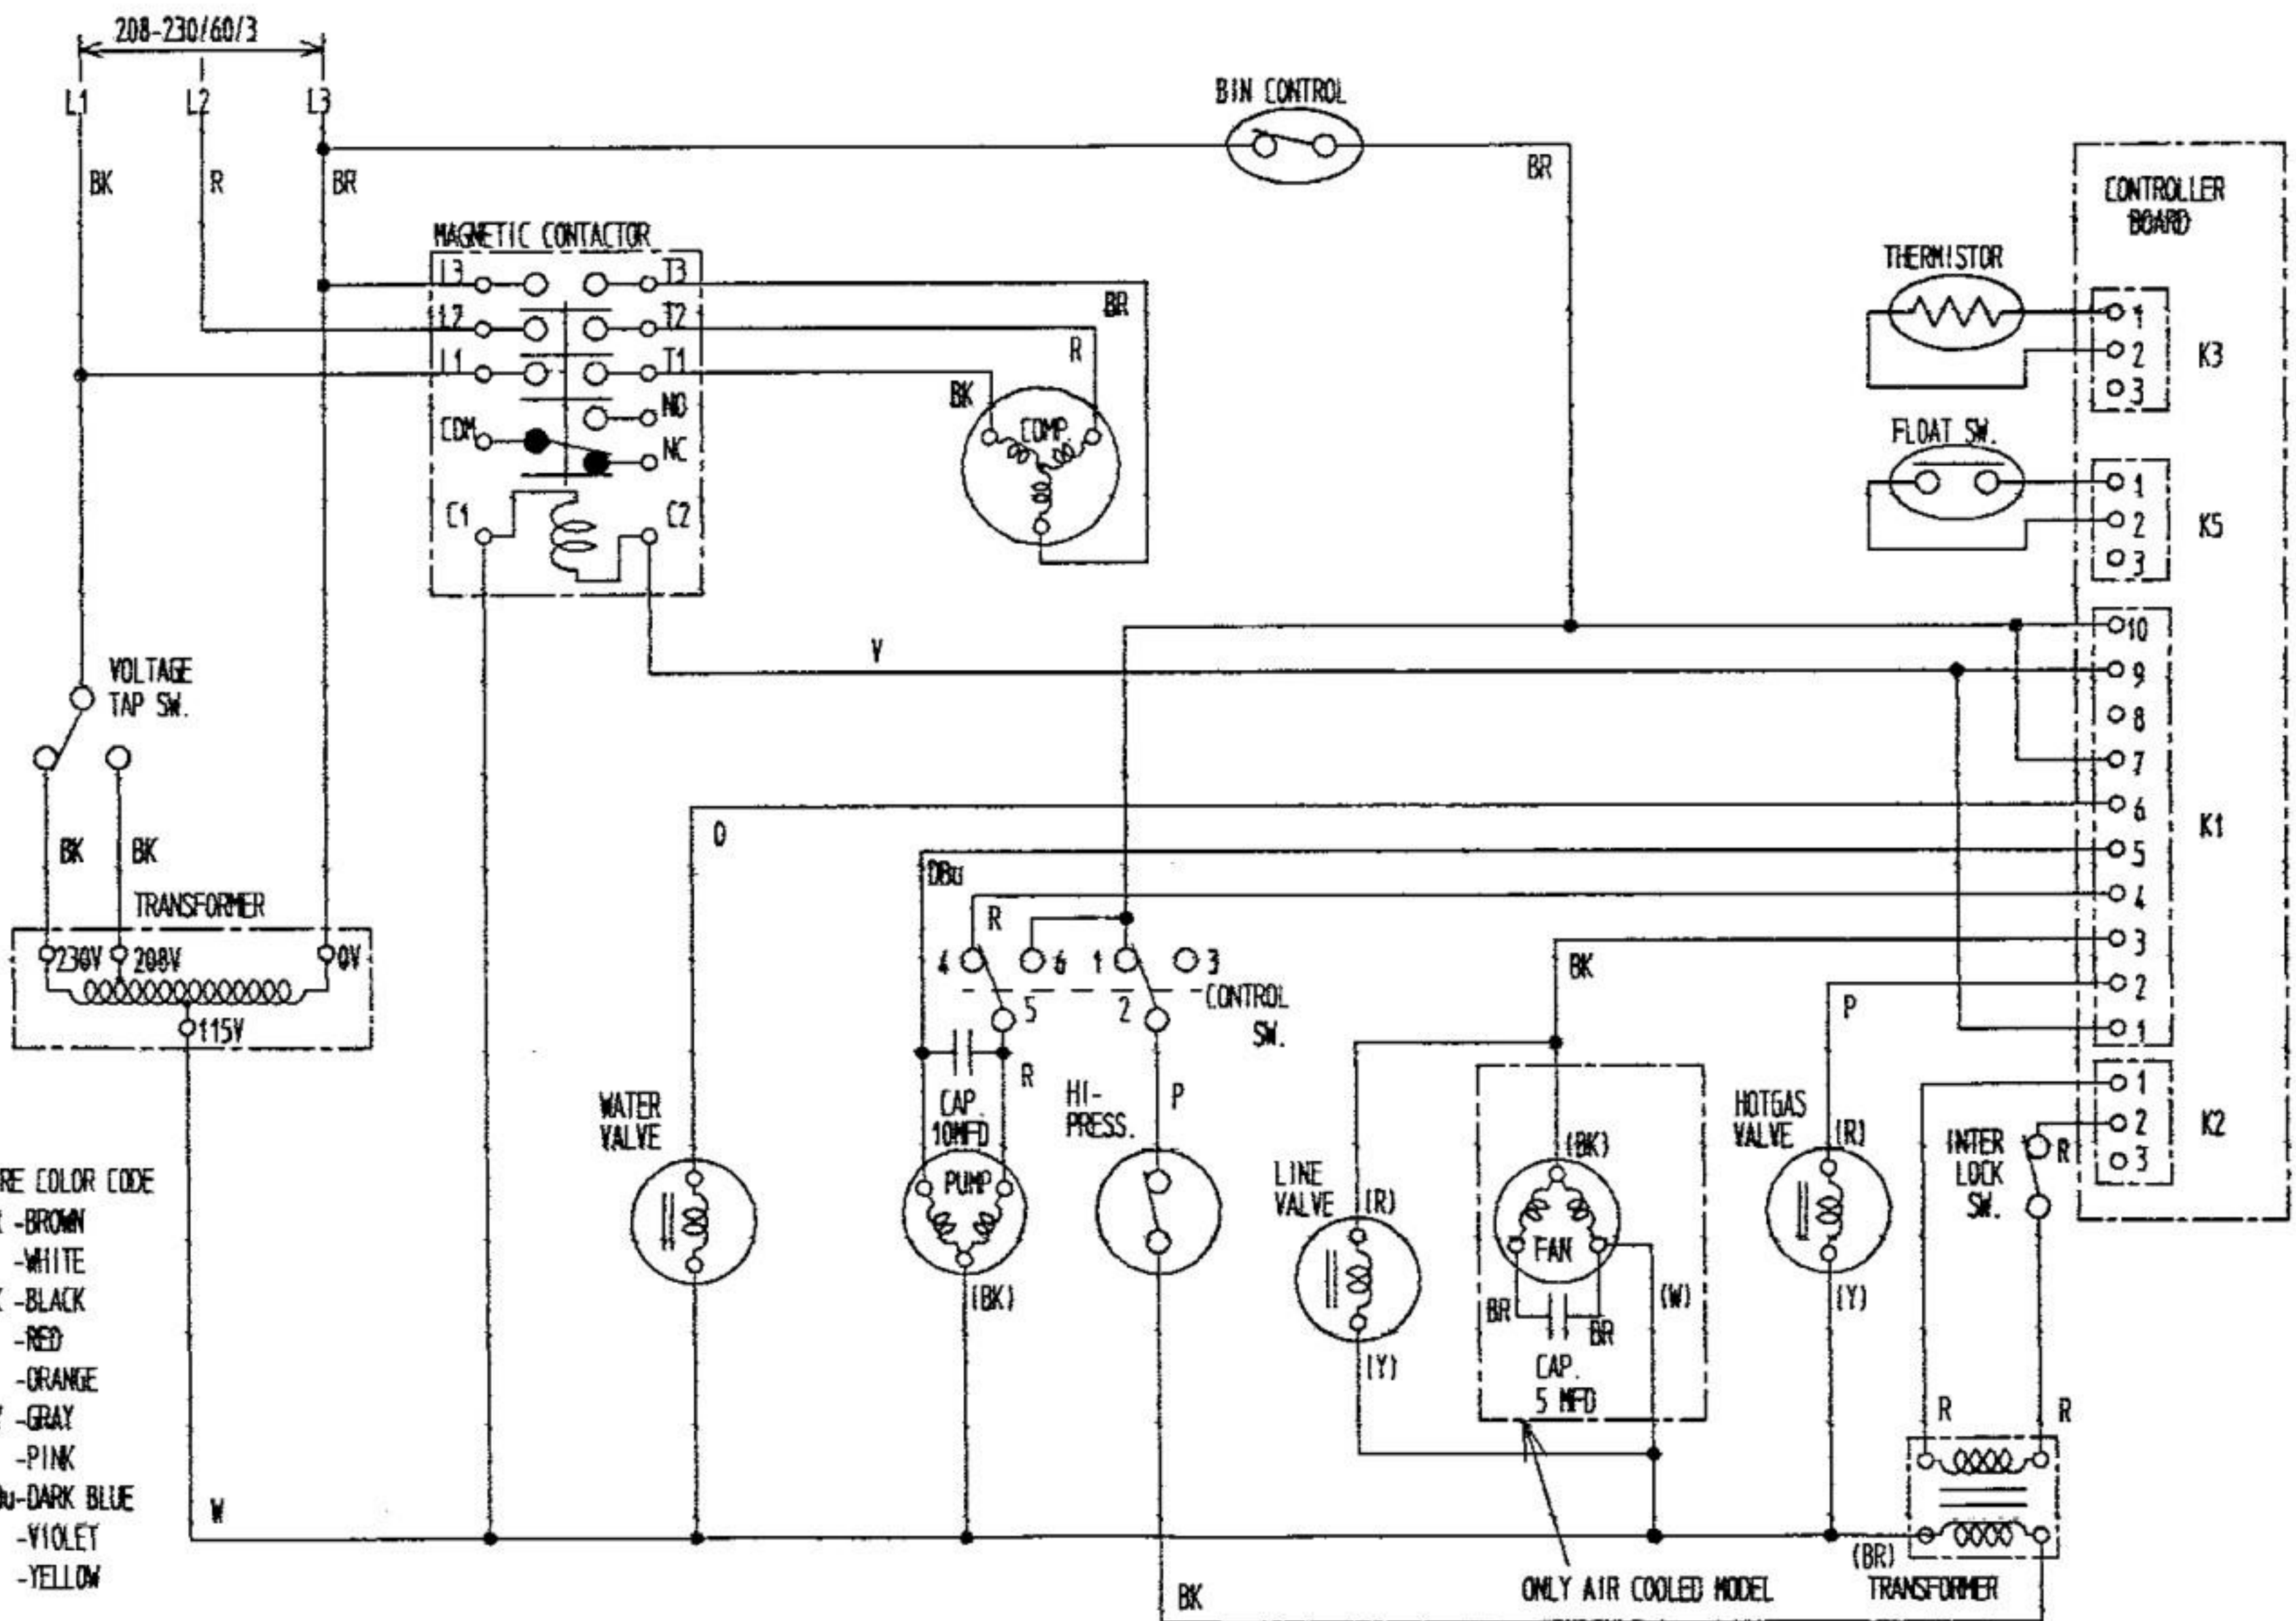 208-230/60/3
L1 L2 L3
BIN CONTROL
BK R BR BR
CONTROLLER
BOARD
MAGNETIC CONTACTOR
THERMISTOR
L3 T3
BR
L2 T2
R
L1 T1
BK
NO
COM
NC
COMP.
C1 C2
1
2
3
K3
FLOAT SW.
1
2
3
K5
V
VOLTAGE
TAP SW.
10
9
8
7
6
5
4
3
2
1
K1
O
DBu
BK BK
TRANSFORMER
230V 208V 0V
115V
R
4 6 1 3
5 2
CONTROL
SW.
BK
P
WATER
VALVE
CAP.
10MFD
R
PUMP
(BK)
HI-
PRESS.
P
LINE
VALVE
(R)
(Y)
(BK)
FAN
BR BR
(W)
CAP.
5 MFD
HOTGAS
VALVE
(R)
(Y)
INTER
LOCK
SW.
R
1
2
3
K2
RE COLOR CODE
-BROWN
-WHITE
-BLACK
-RED
-ORANGE
-GRAY
-PINK
-DARK BLUE
-VIOLET
-YELLOW
W
R R
(BR)
TRANSFORMER
ONLY AIR COOLED MODEL
BK